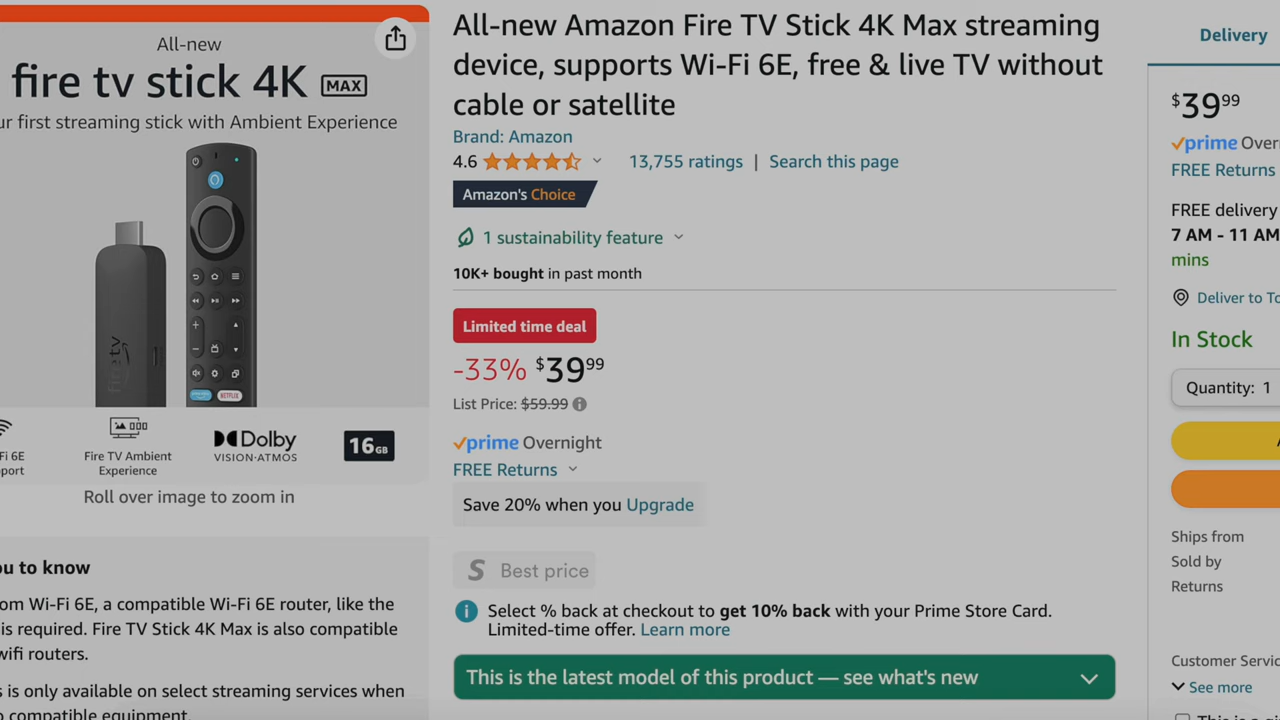 All-new
fire tv stick 4K MAX
ur first streaming stick with Ambient Experience
fire tv
NETFLIX
Fi 6E
port
Fire TV Ambient
Experience
Dolby
VISION·ATMOS
16GB
Roll over image to zoom in
ou to know
om Wi-Fi 6E, a compatible Wi-Fi 6E router, like the
is required. Fire TV Stick 4K Max is also compatible
wifi routers.
s is only available on select streaming services when
o compatible equipment.
All-new Amazon Fire TV Stick 4K Max streaming
device, supports Wi-Fi 6E, free & live TV without
cable or satellite
Brand: Amazon
4.6
13,755 ratings | Search this page
Amazon's Choice
1 sustainability feature
10K+ bought in past month
Limited time deal
-33% $39 99
List Price: $59.99
prime Overnight
FREE Returns
Save 20% when you Upgrade
S Best price
Select % back at checkout to get 10% back with your Prime Store Card.
Limited-time offer. Learn more
This is the latest model of this product — see what's new
Delivery
$39 99
prime Over
FREE Returns
FREE delivery
7 AM - 11 AM
mins
Deliver to To
In Stock
Quantity: 1
Ships from
Sold by
Returns
Customer Servic
See more